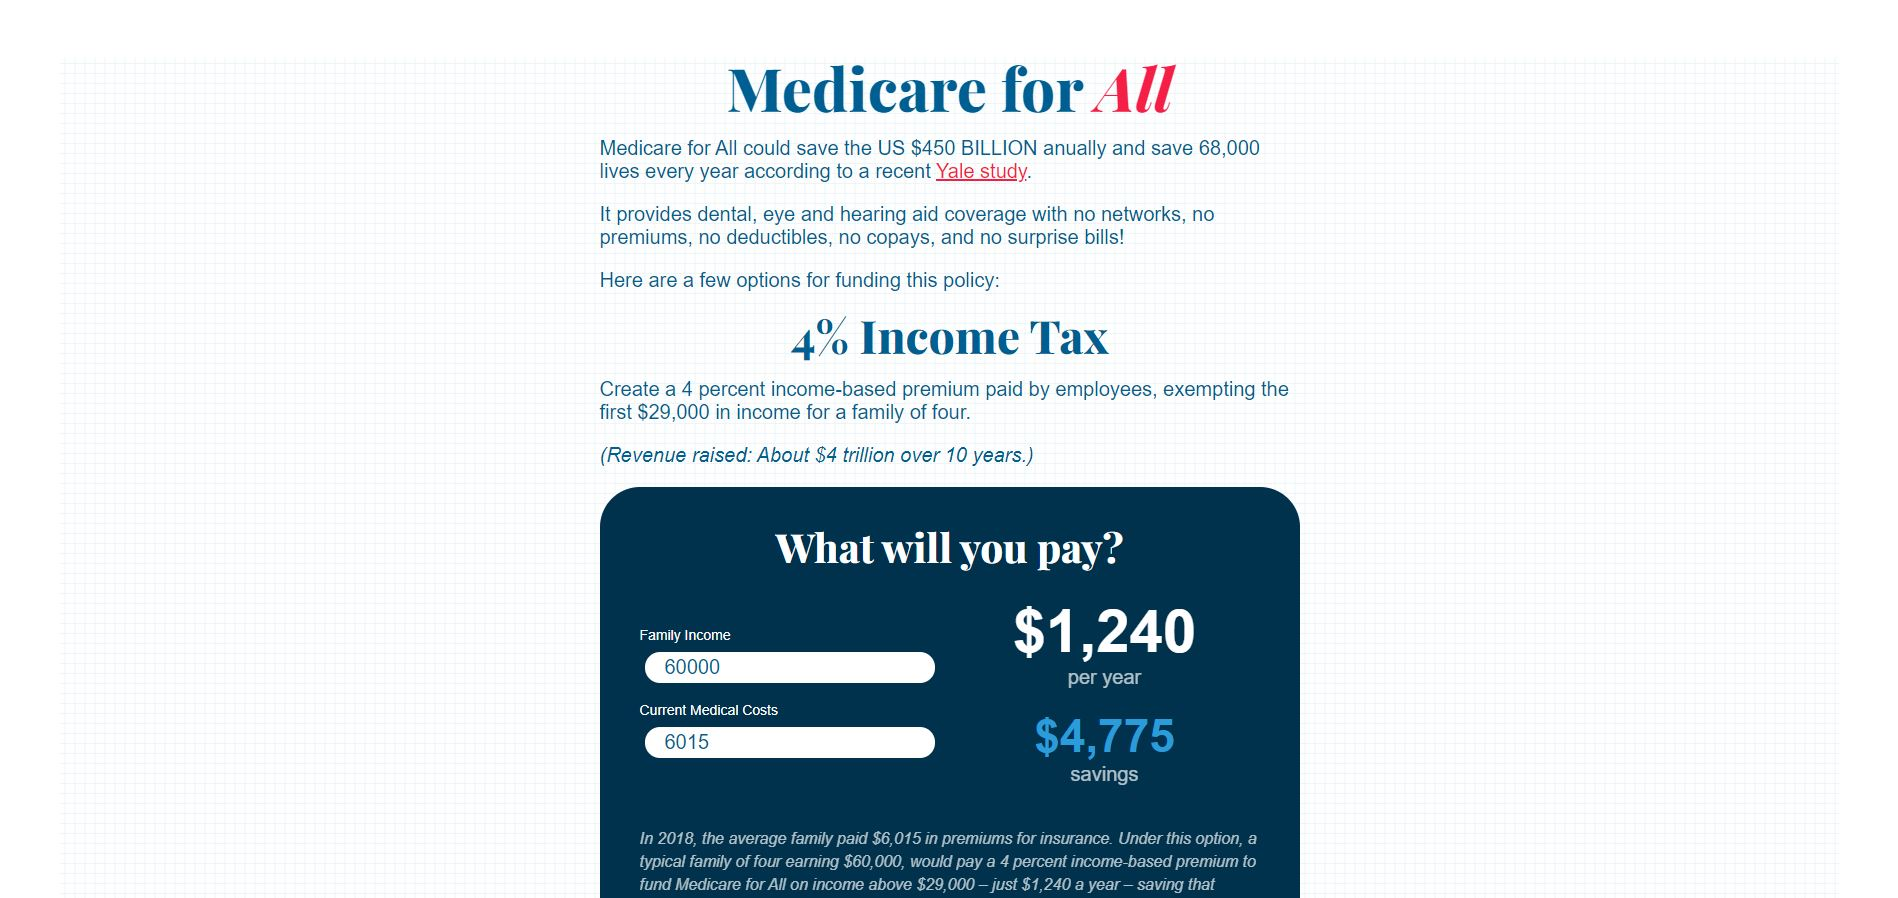 Medicare for All
Medicare for All could save the US $450 BILLION anually and save 68,000
lives every year according to a recent Yale study.
It provides dental, eye and hearing aid coverage with no networks, no
premiums, no deductibles, no copays, and no surprise bills!
Here are a few options for funding this policy:
4% Income Tax
Create a 4 percent income-based premium paid by employees, exempting the
first $29,000 in income for a family of four.
(Revenue raised: About $4 trillion over 10 years.)
What will you pay?
Family Income
60000
Current Medical Costs
6015
$1,240
per year
$4,775
savings
In 2018, the average family paid $6,015 in premiums for insurance. Under this option, a
typical family of four earning $60,000, would pay a 4 percent income-based premium to
fund Medicare for All on income above $29,000 – just $1,240 a year – saving that